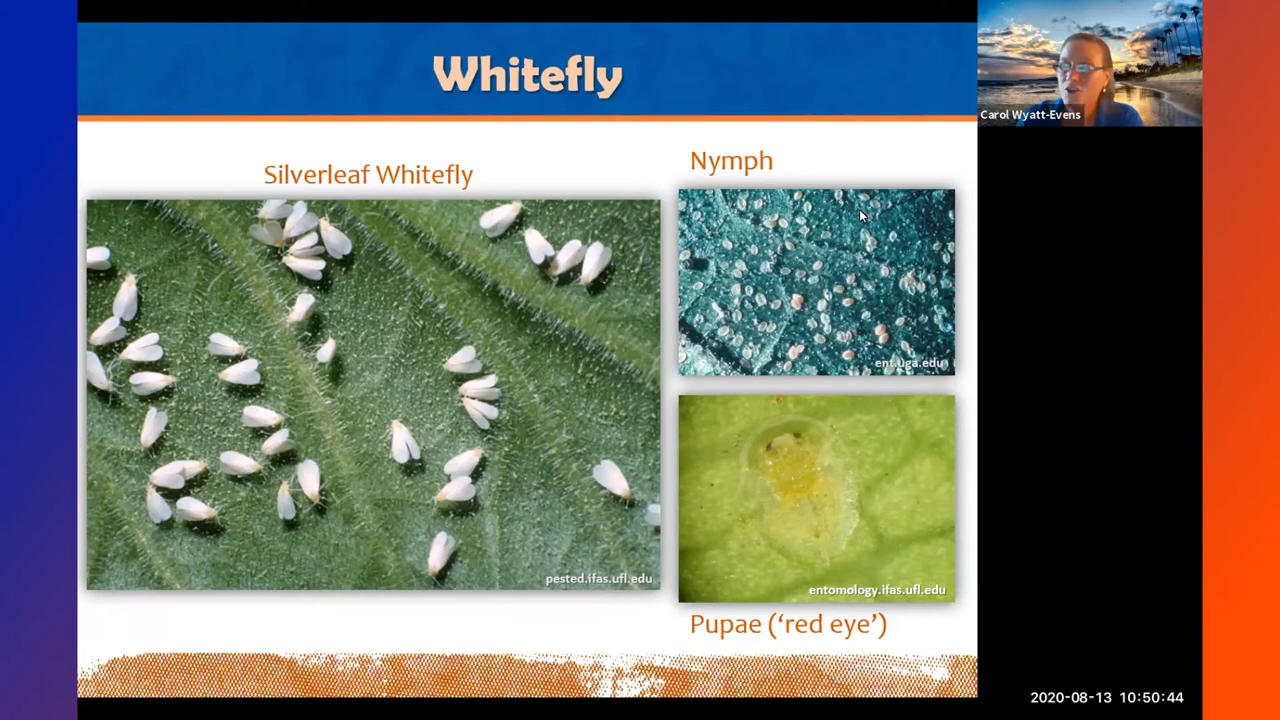 Whitefly
Carol Wyatt-Evens
Silverleaf Whitefly
Nymph
ent.uga.edu
pested.ifas.ufl.edu
entomology.ifas.ufl.edu
Pupae (‘red eye’)
2020-08-13 10:50:44